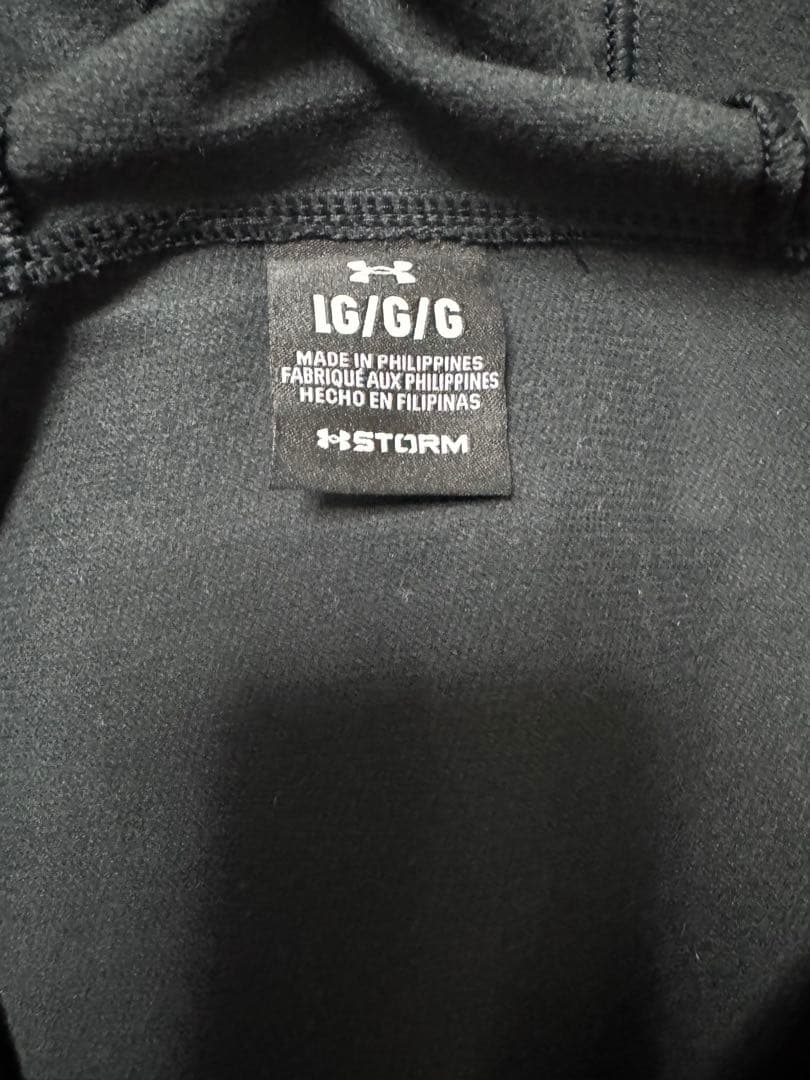 LG/G/G
MADE IN PHILIPPINES
FABRIQUÉ AUX PHILIPPINES
HECHO EN FILIPINAS
STORM